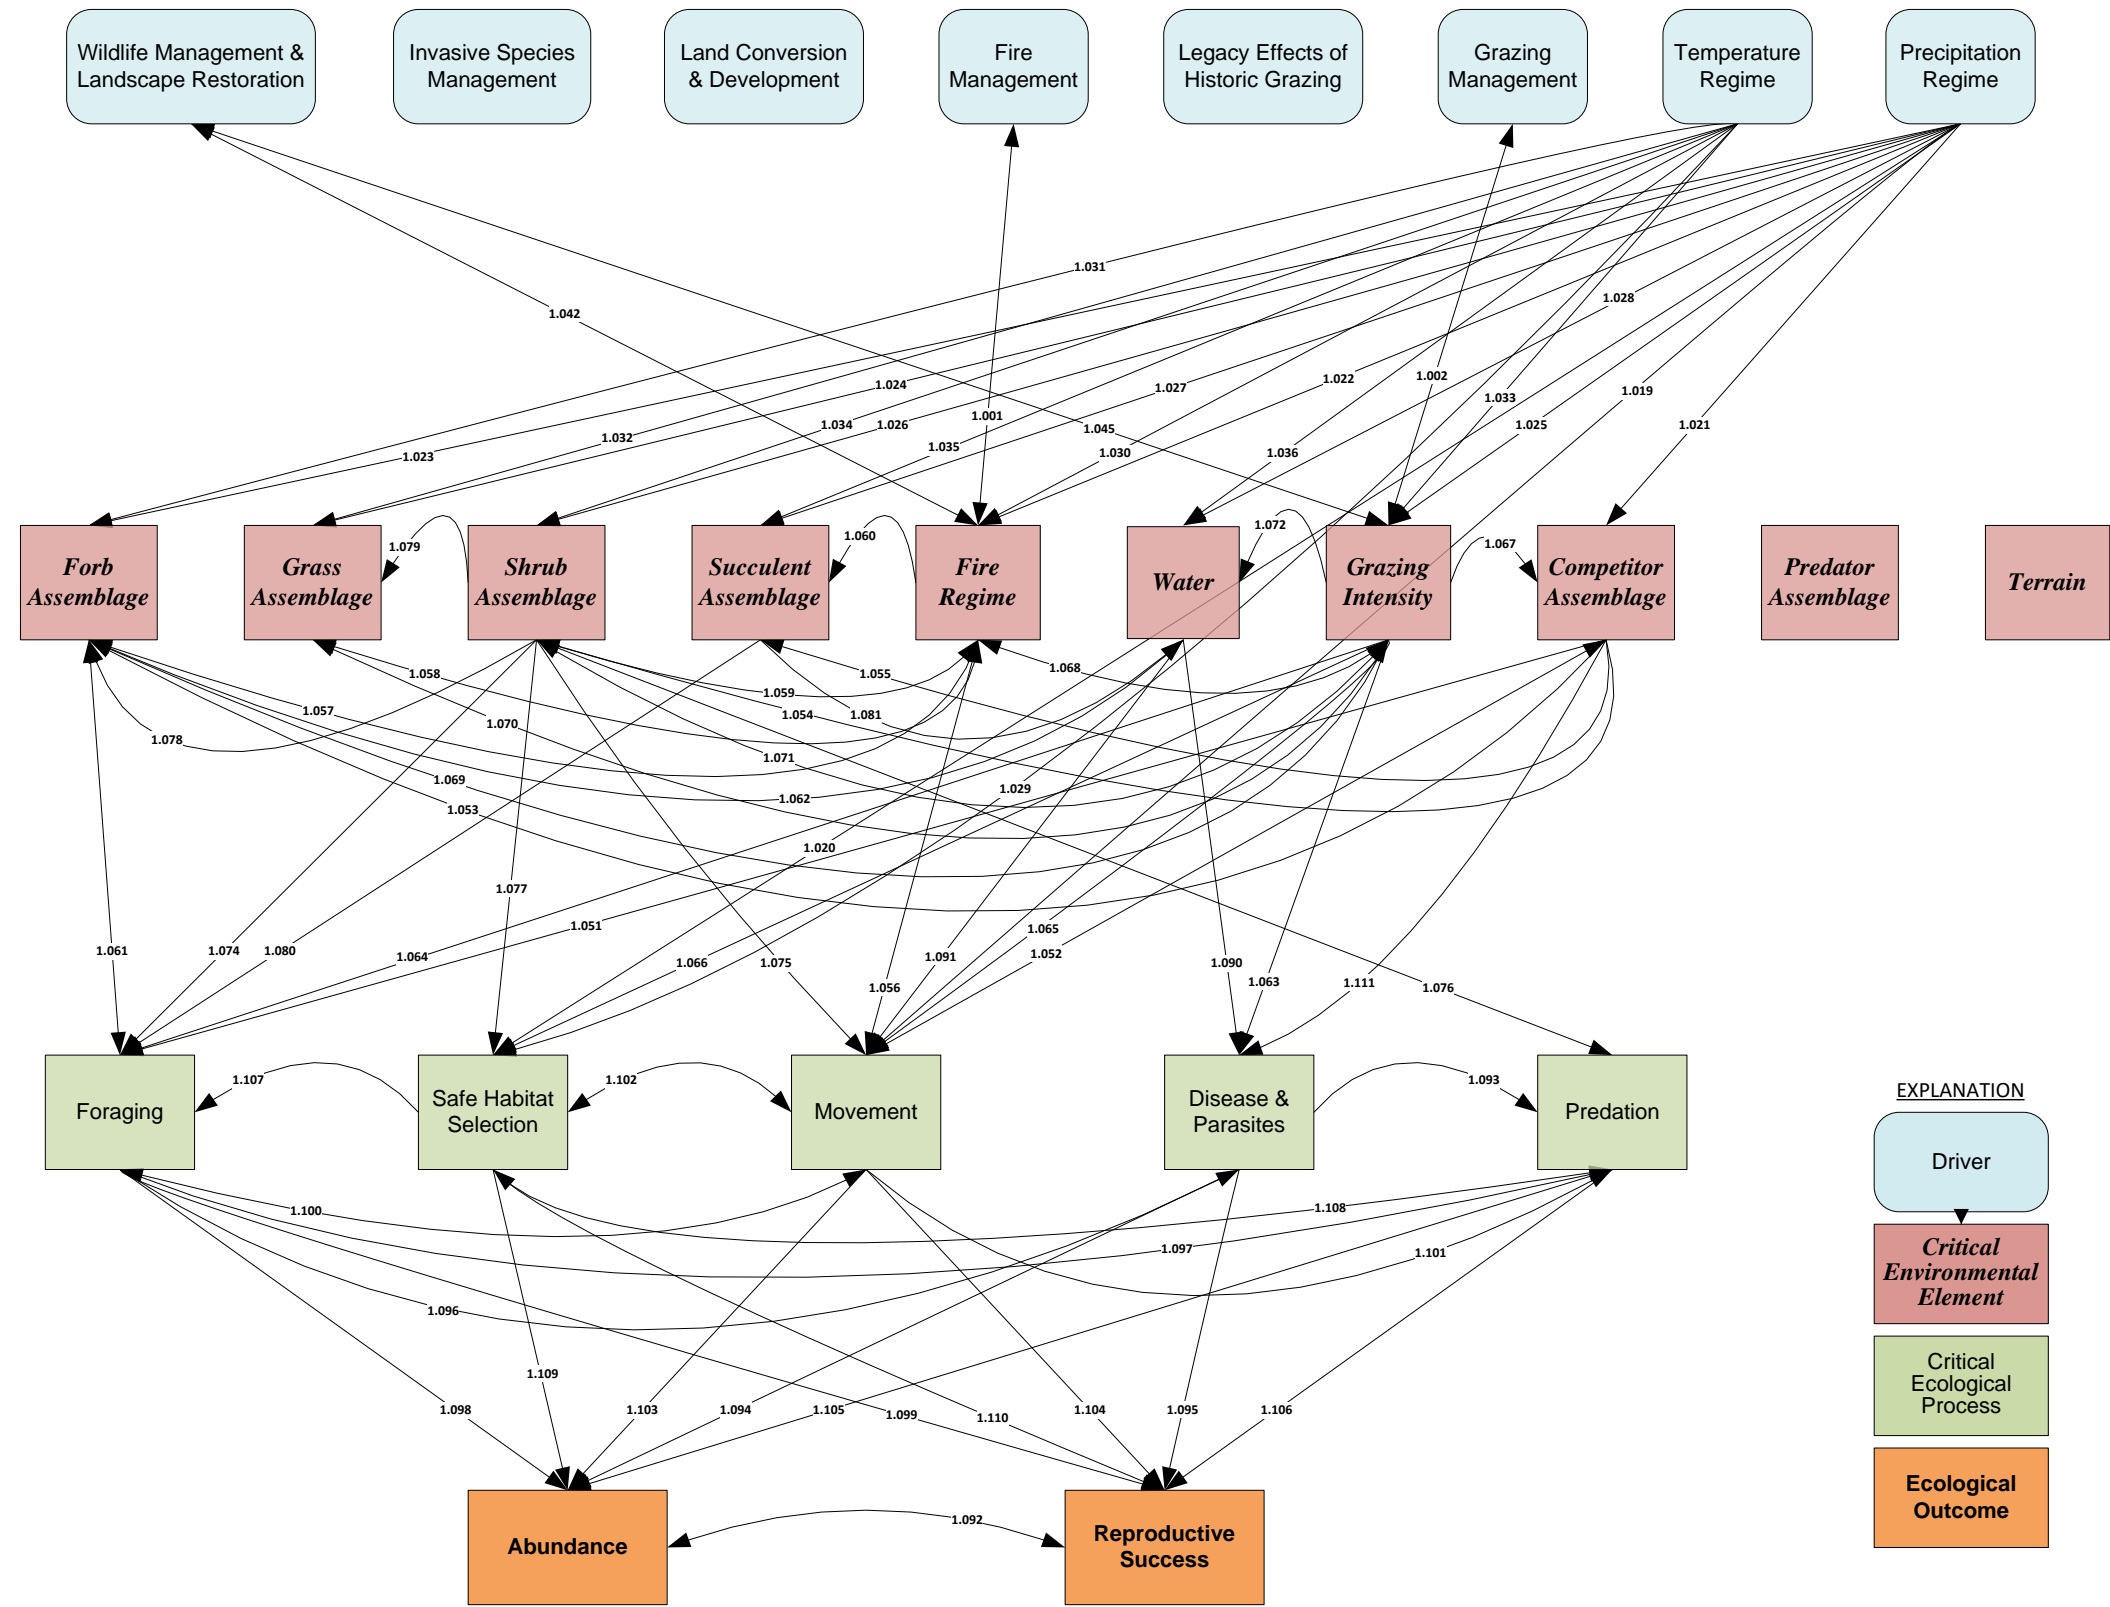 Wildlife Management &
Landscape Restoration
Invasive Species
Management
Land Conversion
& Development
Fire
Management
Legacy Effects of
Historic Grazing
Grazing
Management
Temperature
Regime
Precipitation
Regime
1.031
1.028
1.042
1.002
1.022
1.024
1.027
1.019
1.033
1.001
1.034
1.026
1.045
1.025
1.021
1.032
1.035
1.030
1.036
1.023
1.079
1.060
1.072
1.067
Forb
Assemblage
Grass
Assemblage
Shrub
Assemblage
Succulent
Assemblage
Fire
Regime
Water
Grazing
Intensity
Competitor
Assemblage
Predator
Assemblage
Terrain
1.058
1.068
1.055
1.059
1.057
1.054
1.081
1.070
1.078
1.071
1.069
1.029
1.062
1.053
1.020
1.077
1.051
1.065
1.061
1.074
1.080
1.064
1.066
1.075
1.091
1.052
1.090
1.063
1.111
1.056
1.076
1.107
1.102
1.093
Foraging
Safe Habitat
Selection
Movement
Disease &
Parasites
Predation
EXPLANATION
Driver
Critical
Environmental
Element
Critical
Ecological
Process
Ecological
Outcome
1.100
1.108
1.097
1.101
1.096
1.109
1.098
1.103
1.094
1.105
1.099
1.110
1.104
1.095
1.106
1.092
Abundance
Reproductive
Success